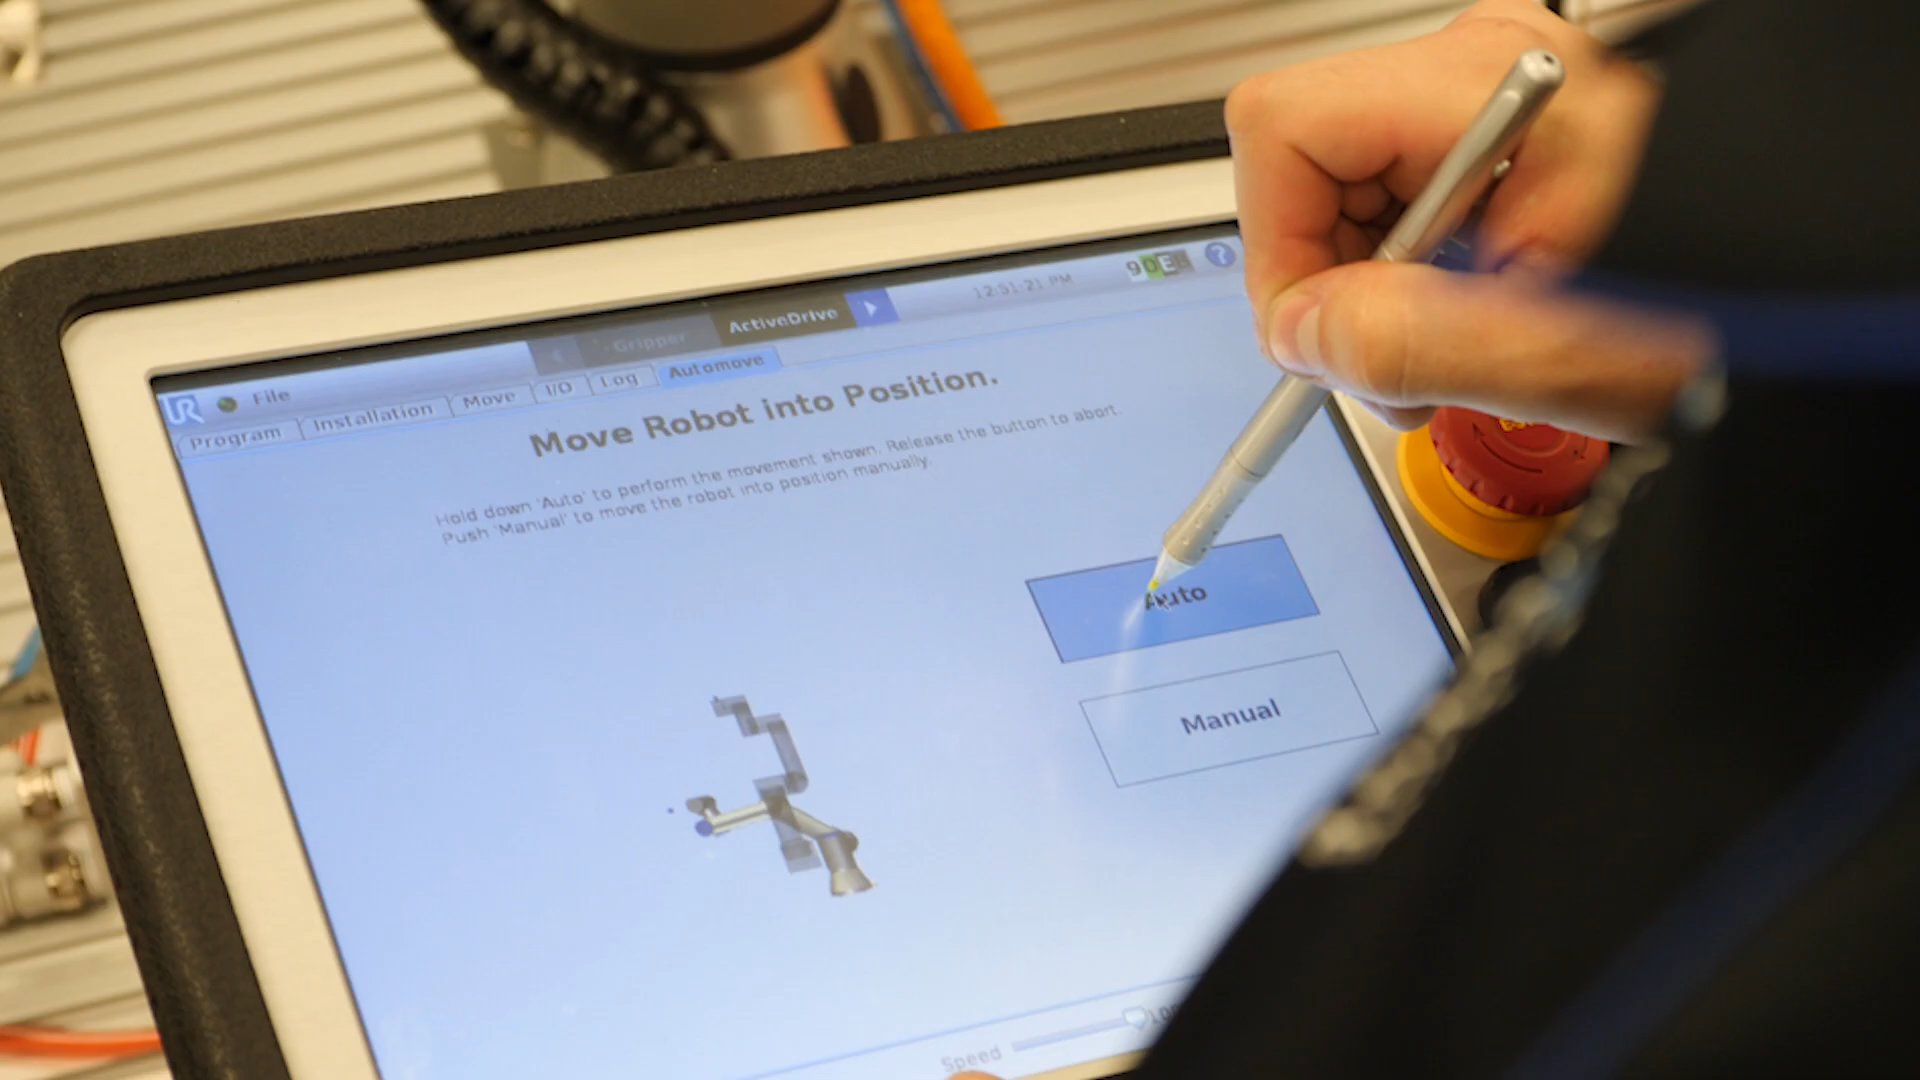 Gripper
ActiveDrive
12:51:21 PM
90E
?
UR
File
Program
Installation
Move
I/O
Log
Automove
Move Robot into Position.
Hold down 'Auto' to perform the movement shown. Release the button to abort.
Push 'Manual' to move the robot into position manually.
Auto
Manual
Speed